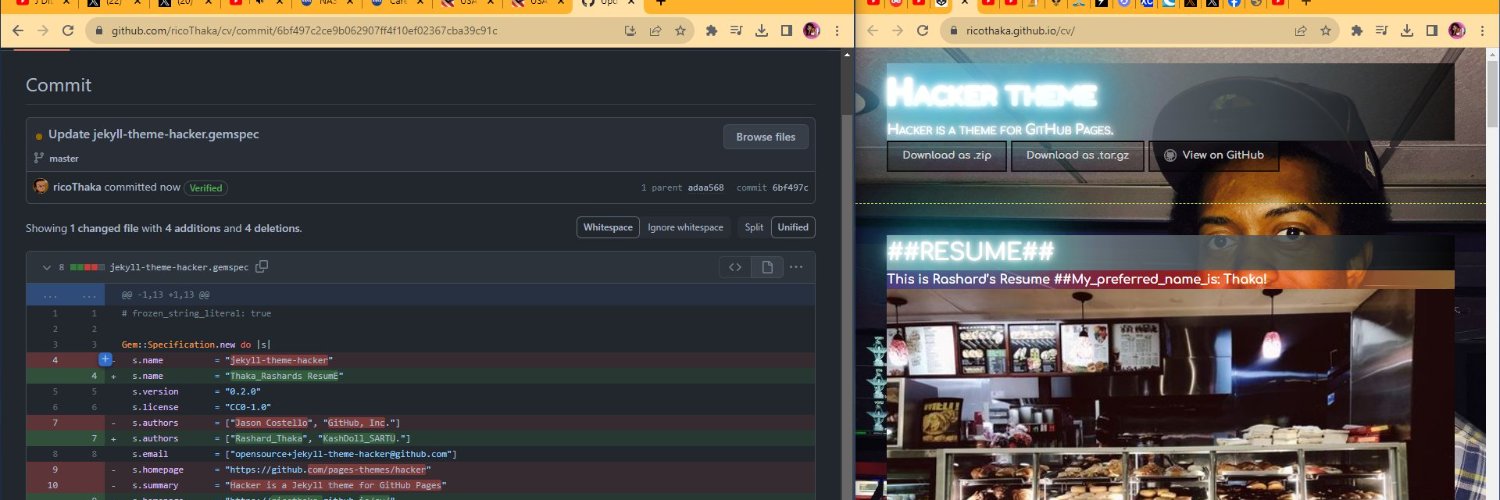 (22)
(20)
NAS
Car
USA
USA
Upd
github.com/ricoThaka/cv/commit/6bf497c2ce9b062907ff4f10ef02367cba39c91c
Commit
Update jekyll-theme-hacker.gemspec
Browse files
master
ricoThaka committed now Verified
1 parent adaa568 commit 6bf497c
Showing 1 changed file with 4 additions and 4 deletions.
Whitespace Ignore whitespace Split Unified
8 jekyll-theme-hacker.gemspec
... ... @@ -1,13 +1,13 @@
1 1 # frozen_string_literal: true
2 2
3 3 Gem::Specification.new do |s|
4 - s.name = "jekyll-theme-hacker"
4 + s.name = "Thaka_Rashards ResumE"
5 5 s.version = "0.2.0"
6 6 s.license = "CC0-1.0"
7 - s.authors = ["Jason Costello", "GitHub, Inc."]
7 + s.authors = ["Rashard_Thaka", "KashDoll_SARTU."]
8 8 s.email = ["opensource+jekyll-theme-hacker@github.com"]
9 - s.homepage = "https://github.com/pages-themes/hacker"
10 - s.summary = "Hacker is a Jekyll theme for GitHub Pages"
ricothaka.github.io/cv/
Hacker theme
Hacker is a theme for GitHub Pages.
Download as .zip
Download as .tar.gz
View on GitHub
##RESUME##
This is Rashard's Resume ##My_preferred_name_is: Thaka!